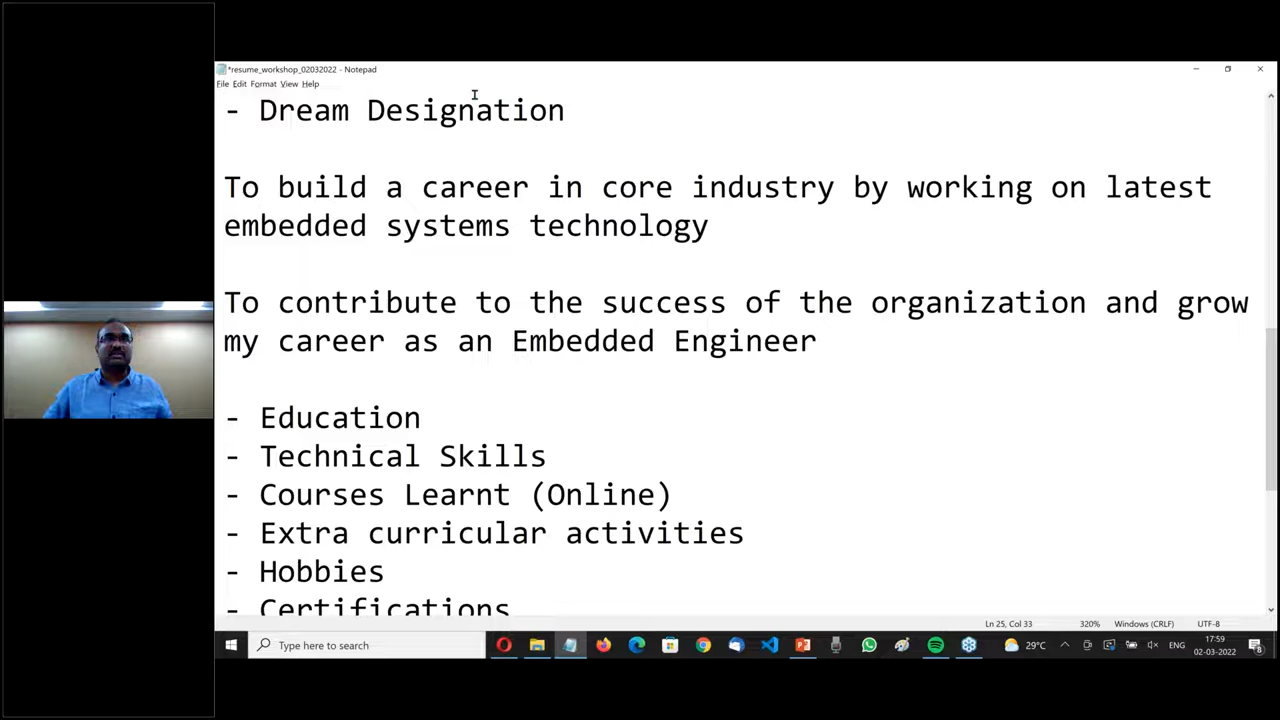 *resume_workshop_02032022 - Notepad
File Edit Format View Help
- Dream Designation
To build a career in core industry by working on latest
embedded systems technology
To contribute to the success of the organization and grow
my career as an Embedded Engineer
- Education
- Technical Skills
- Courses Learnt (Online)
- Extra curricular activities
- Hobbies
- Certifications
Ln 25, Col 33 320% Windows (CRLF) UTF-8
Type here to search 29°C ENG 17:59
02-03-2022 8